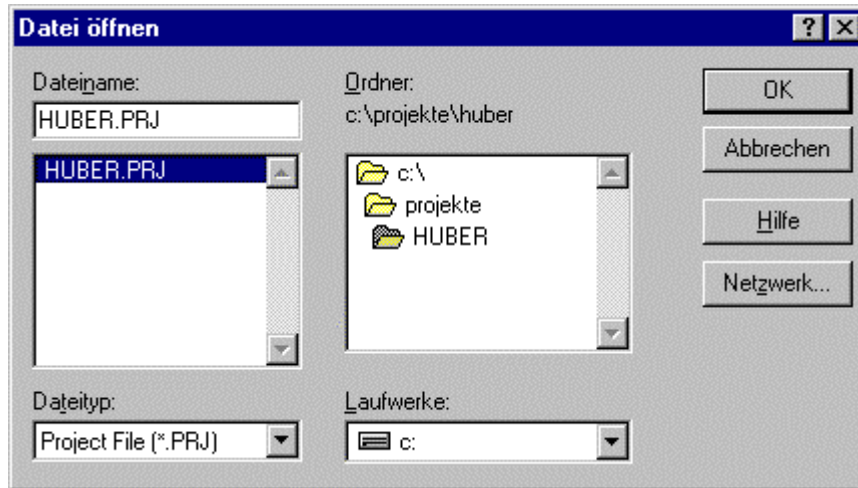 Datei öffnen
Dateiname:
HUBER.PRJ
HUBER.PRJ
Dateityp:
Project File (*.PRJ)
Ordner:
c:\projekte\huber
c:\
projekte
HUBER
Laufwerke:
c:
OK
Abbrechen
Hilfe
Netzwerk...